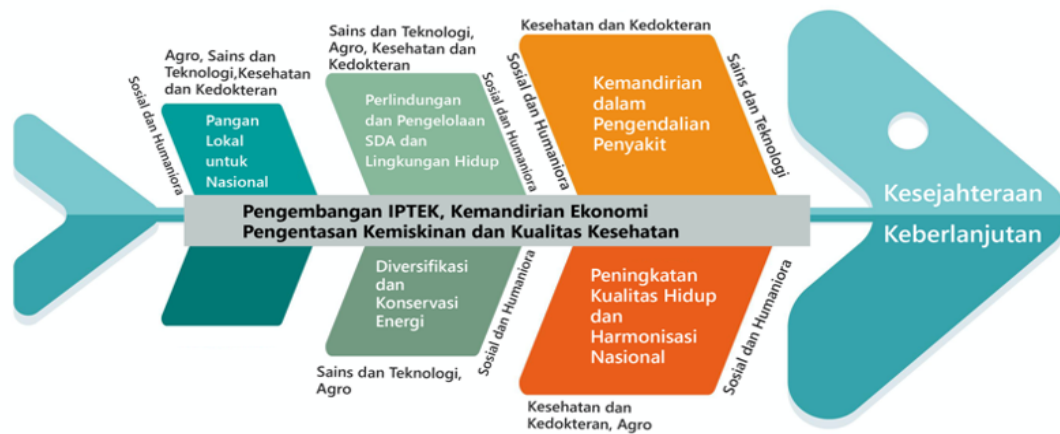 Agro, Sains dan
Teknologi,Kesehatan
dan Kedokteran
Sosial dan Humaniora
Pangan
Lokal
untuk
Nasional
Sains dan Teknologi,
Agro, Kesehatan dan
Kedokteran
Sosial dan Humaniora
Perlindungan
dan Pengelolaan
SDA dan
Lingkungan Hidup
Kesehatan dan Kedokteran
Sosial dan Humaniora
Sains dan Teknologi
Kemandirian
dalam
Pengendalian
Penyakit
Pengembangan IPTEK, Kemandirian Ekonomi
Pengentasan Kemiskinan dan Kualitas Kesehatan
Kesejahteraan
Keberlanjutan
Diversifikasi
dan
Konservasi
Energi
Sosial dan Humaniora
Sains dan Teknologi,
Agro
Peningkatan
Kualitas Hidup
dan
Harmonisasi
Nasional
Sosial dan Humaniora
Kesehatan dan
Kedokteran, Agro